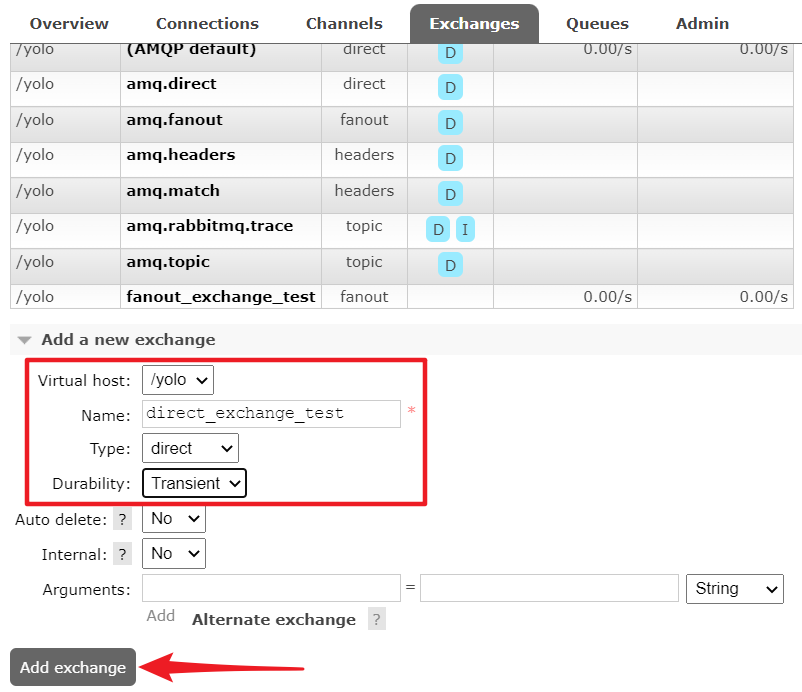 Overview Connections Channels Exchanges Queues Admin
/yolo (AMQP default) direct D 0.00/s 0.00/s
/yolo amq.direct direct D
/yolo amq.fanout fanout D
/yolo amq.headers headers D
/yolo amq.match headers D
/yolo amq.rabbitmq.trace topic D I
/yolo amq.topic topic D
/yolo fanout_exchange_test fanout 0.00/s 0.00/s
Add a new exchange
Virtual host: /yolo
Name: direct_exchange_test *
Type: direct
Durability: Transient
Auto delete: ? No
Internal: ? No
Arguments: = String
Add Alternate exchange ?
Add exchange